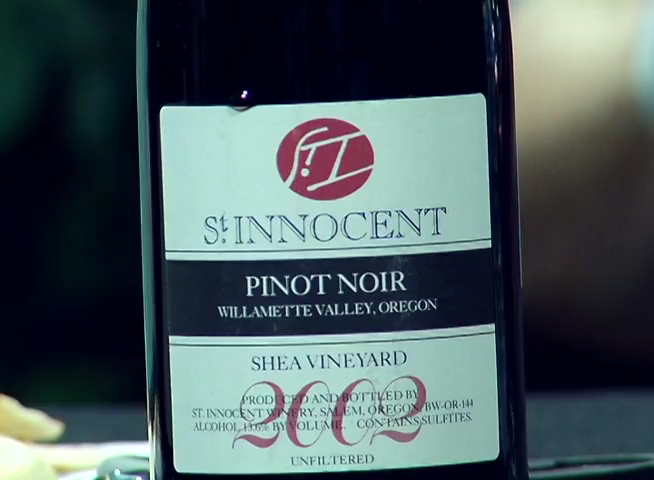 St. INNOCENT
PINOT NOIR
WILLAMETTE VALLEY, OREGON
SHEA VINEYARD
2002
PRODUCED AND BOTTLED BY
ST. INNOCENT WINERY, SALEM, OREGON, BW-OR-144
ALCOHOL, BY VOLUME. CONTAINS SULFITES.
UNFILTERED